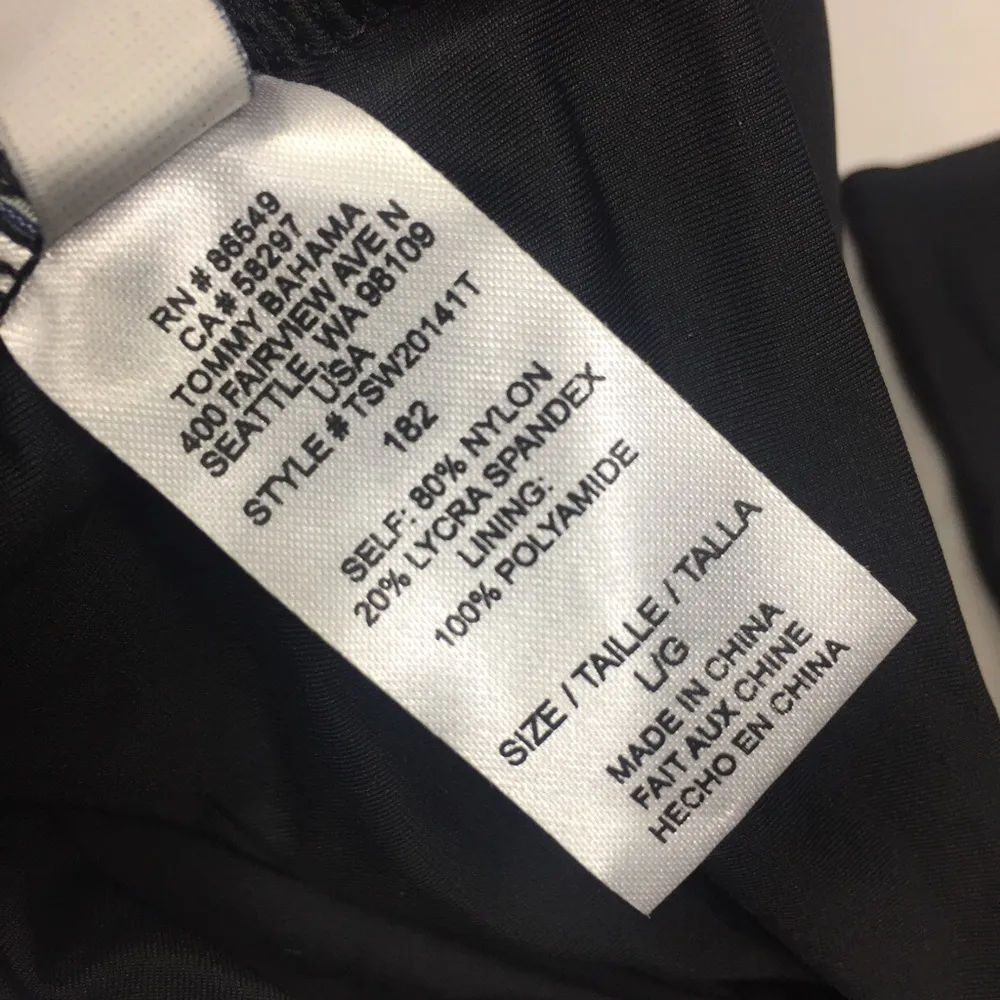 RN # 86549
CA # 58297
TOMMY BAHAMA
400 FAIRVIEW AVE N
SEATTLE, WA 98109
USA
STYLE # TSW20141T
182
SELF: 80% NYLON
20% LYCRA SPANDEX
LINING:
100% POLYAMIDE
SIZE / TAILLE / TALLA
L/G
MADE IN CHINA
FAIT AUX CHINE
HECHO EN CHINA